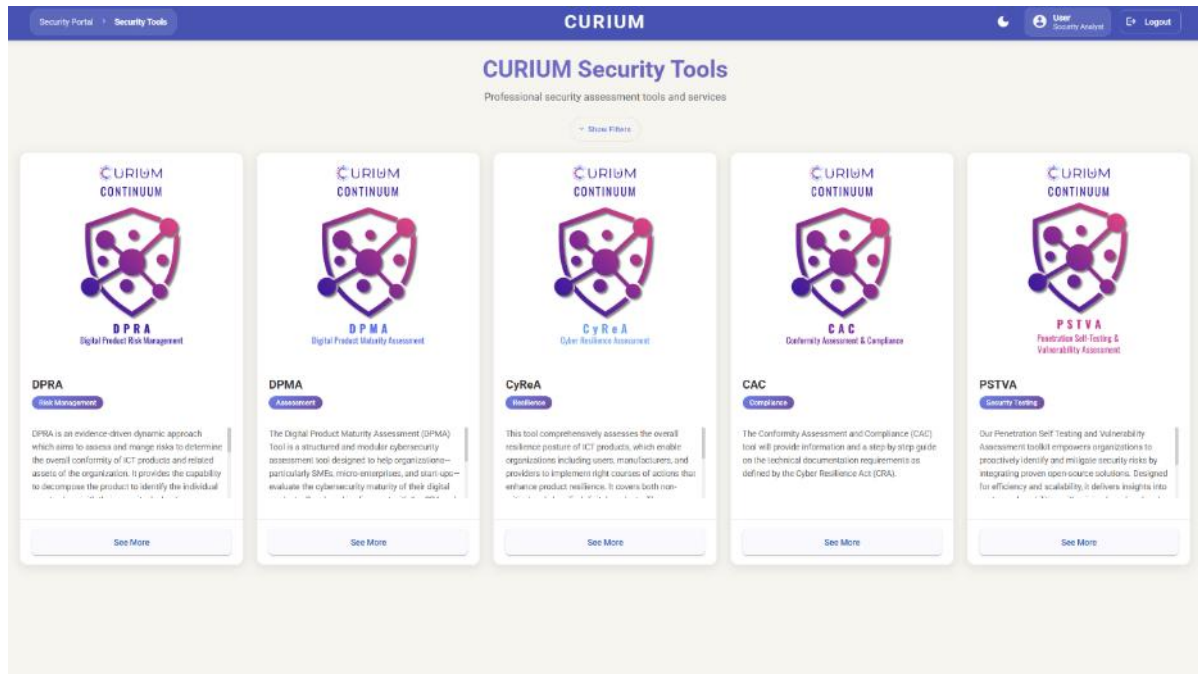 Security Portal > Security Tools
CURIUM
User
Security Analyst
Logout
CURIUM Security Tools
Professional security assessment tools and services
Show Filters
CURIUM
CONTINUUM
DPRA
Digital Product Risk Management
DPRA
Risk Management
DPRA is an evidence-driven dynamic approach
which aims to assess and mange risks to determine
the overall conformity of ICT products and related
assets of the organization. It provides the capability
to decompose the product to identify the individual
See More
CURIUM
CONTINUUM
DPMA
Digital Product Maturity Assessment
DPMA
Assessment
The Digital Product Maturity Assessment (DPMA)
Tool is a structured and modular cybersecurity
assessment tool designed to help organizations—
particularly SMEs, micro-enterprises, and start-ups—
evaluate the cybersecurity maturity of their digital
See More
CURIUM
CONTINUUM
CyReA
Cyber Resilience Assessment
CyReA
Resilience
This tool comprehensively assesses the overall
resilience posture of ICT products, which enable
organizations including users, manufacturers, and
providers to implement right courses of actions that
enhance product resilience. It covers both non-
See More
CURIUM
CONTINUUM
CAC
Conformity Assessment & Compliance
CAC
Compliance
The Conformity Assessment and Compliance (CAC)
tool will provide information and a step by step guide
on the technical documentation requirements as
defined by the Cyber Resilience Act (CRA).
See More
CURIUM
CONTINUUM
PSTVA
Penetration Self-Testing &
Vulnerability Assessment
PSTVA
Security Testing
Our Penetration Self Testing and Vulnerability
Assessment toolkit empowers organizations to
proactively identify and mitigate security risks by
integrating proven open-source solutions. Designed
for efficiency and scalability, it delivers insights into
See More